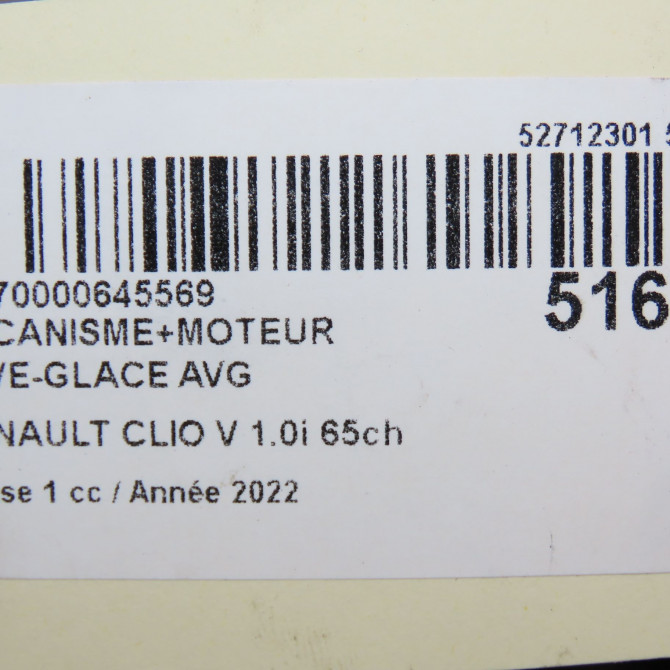 52712301 5
70000645569
516
CANISME+MOTEUR
VE-GLACE AVG
NAULT CLIO V 1.0i 65ch
se 1 cc / Année 2022